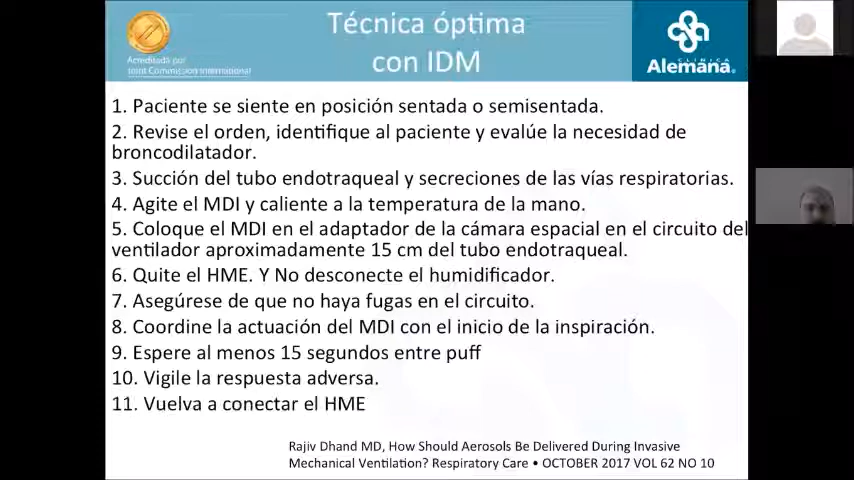 Acreditada por
Joint Commission International
Técnica óptima
con IDM
CLINICA
Alemana.
1. Paciente se siente en posición sentada o semisentada.
2. Revise el orden, identifique al paciente y evalúe la necesidad de
broncodilatador.
3. Succión del tubo endotraqueal y secreciones de las vías respiratorias.
4. Agite el MDI y caliente a la temperatura de la mano.
5. Coloque el MDI en el adaptador de la cámara espacial en el circuito del
ventilador aproximadamente 15 cm del tubo endotraqueal.
6. Quite el HME. Y No desconecte el humidificador.
7. Asegúrese de que no haya fugas en el circuito.
8. Coordine la actuación del MDI con el inicio de la inspiración.
9. Espere al menos 15 segundos entre puff
10. Vigile la respuesta adversa.
11. Vuelva a conectar el HME
Rajiv Dhand MD, How Should Aerosols Be Delivered During Invasive
Mechanical Ventilation? Respiratory Care • OCTOBER 2017 VOL 62 NO 10